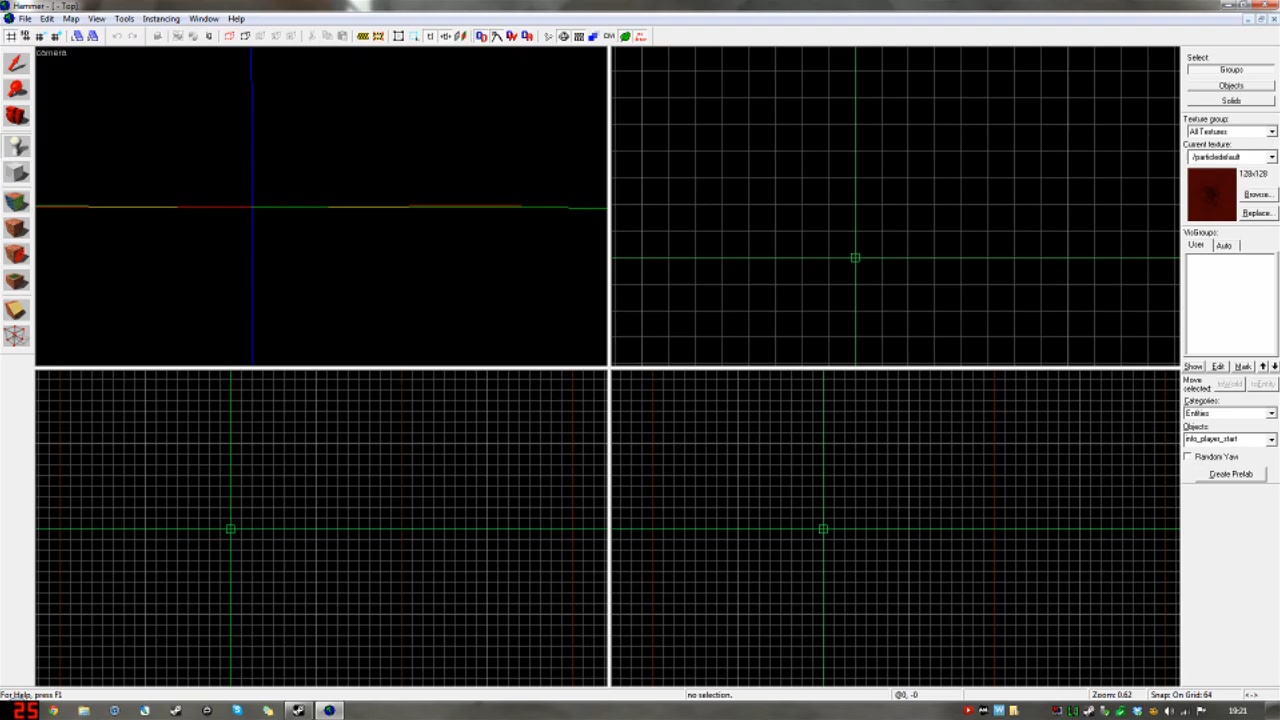 Hammer - [ - Top]
File Edit Map View Tools Instancing Window Help
camera
Select:
Groups
Objects
Solids
Texture group:
All Textures
Current texture:
/particledefault
128x128
Browse...
Replace...
VisGroups:
User Auto
Show Edit Mark
Move selected:
toWorld toEntity
Categories:
Entities
Objects:
info_player_start
Random Yaw
Create Prefab
For Help, press F1
no selection.
@0, -0
Zoom: 0.62
Snap: On Grid: 64
<->
25
19:21